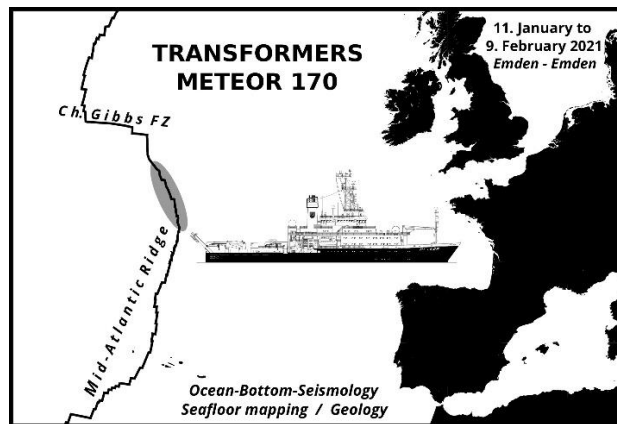 TRANSFORMERS
METEOR 170
11. January to
9. February 2021
Emden - Emden
Ch. Gibbs FZ
Mid-Atlantic Ridge
Ocean-Bottom-Seismology
Seafloor mapping / Geology